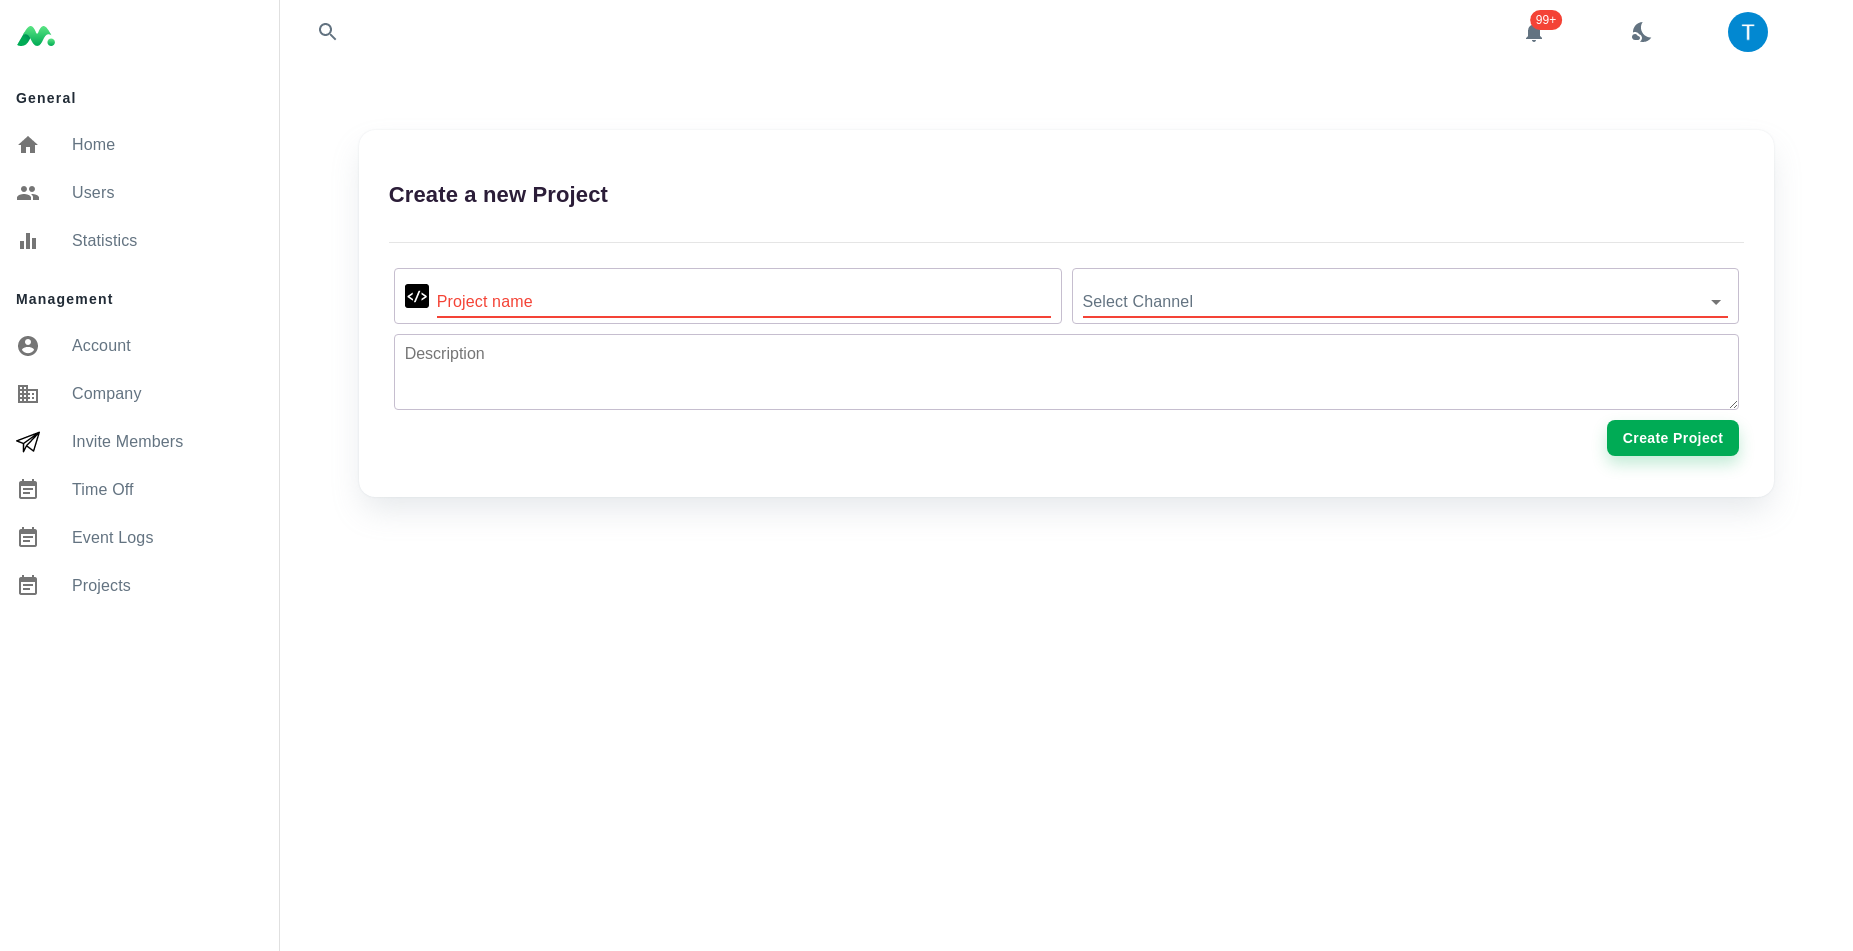 99+
T
General
Home
Users
Statistics
Management
Account
Company
Invite Members
Time Off
Event Logs
Projects
Create a new Project
</> Project name
Select Channel
Description
Create Project